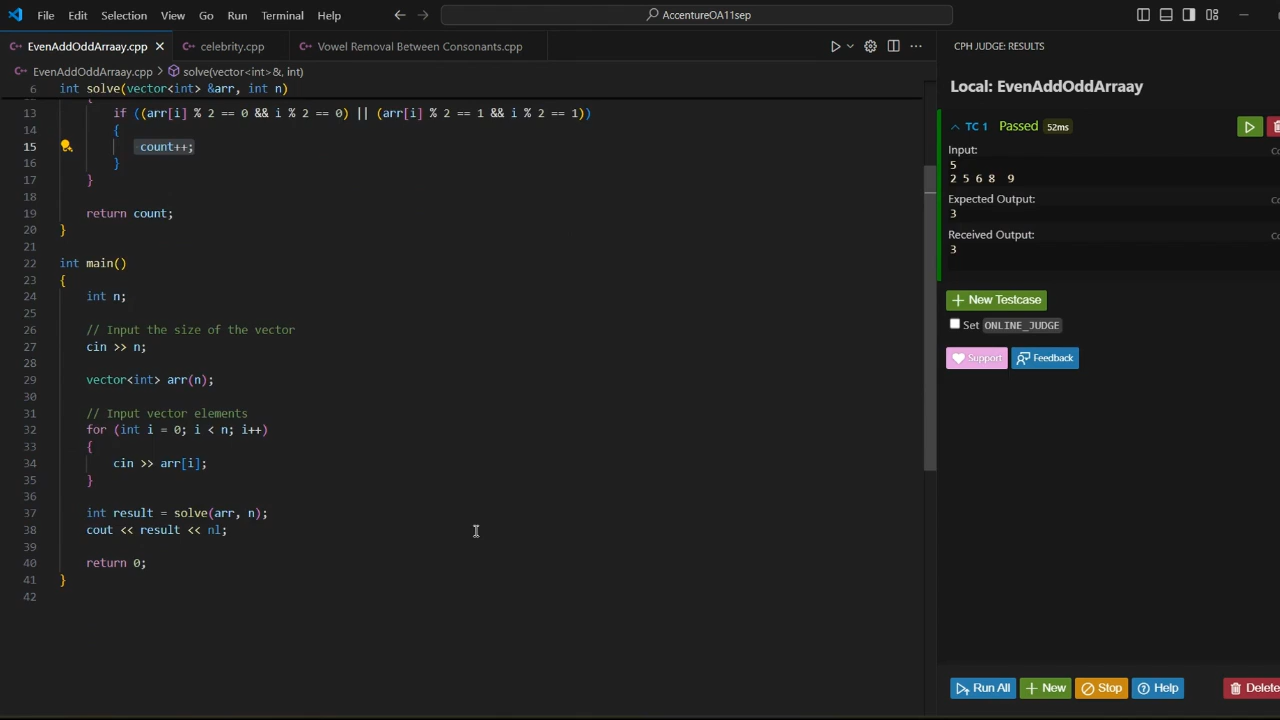 File Edit Selection View Go Run Terminal Help
AccentureOA11sep
EvenAddOddArraay.cpp
celebrity.cpp
Vowel Removal Between Consonants.cpp
EvenAddOddArraay.cpp > solve(vector<int>&, int)
6 int solve(vector<int> &arr, int n)
13 if ((arr[i] % 2 == 0 && i % 2 == 0) || (arr[i] % 2 == 1 && i % 2 == 1))
14 {
15 count++;
16 }
17 }
18
19 return count;
20 }
21
22 int main()
23 {
24 int n;
25
26 // Input the size of the vector
27 cin >> n;
28
29 vector<int> arr(n);
30
31 // Input vector elements
32 for (int i = 0; i < n; i++)
33 {
34 cin >> arr[i];
35 }
36
37 int result = solve(arr, n);
38 cout << result << nl;
39
40 return 0;
41 }
42
CPH JUDGE: RESULTS
Local: EvenAddOddArraay
TC 1 Passed 52ms
Input:
5
2 5 6 8  9
Expected Output:
3
Received Output:
3
+ New Testcase
Set ONLINE_JUDGE
Support
Feedback
Run All
+ New
Stop
Help
Delete